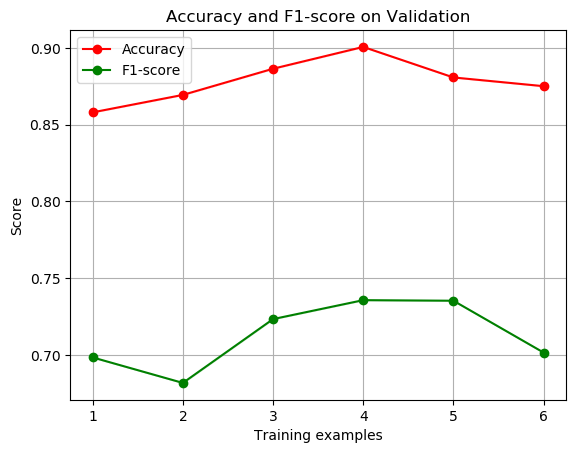 Accuracy and F1-score on Validation
Accuracy
F1-score
0.90
0.85
0.80
0.75
0.70
Score
1 2 3 4 5 6
Training examples